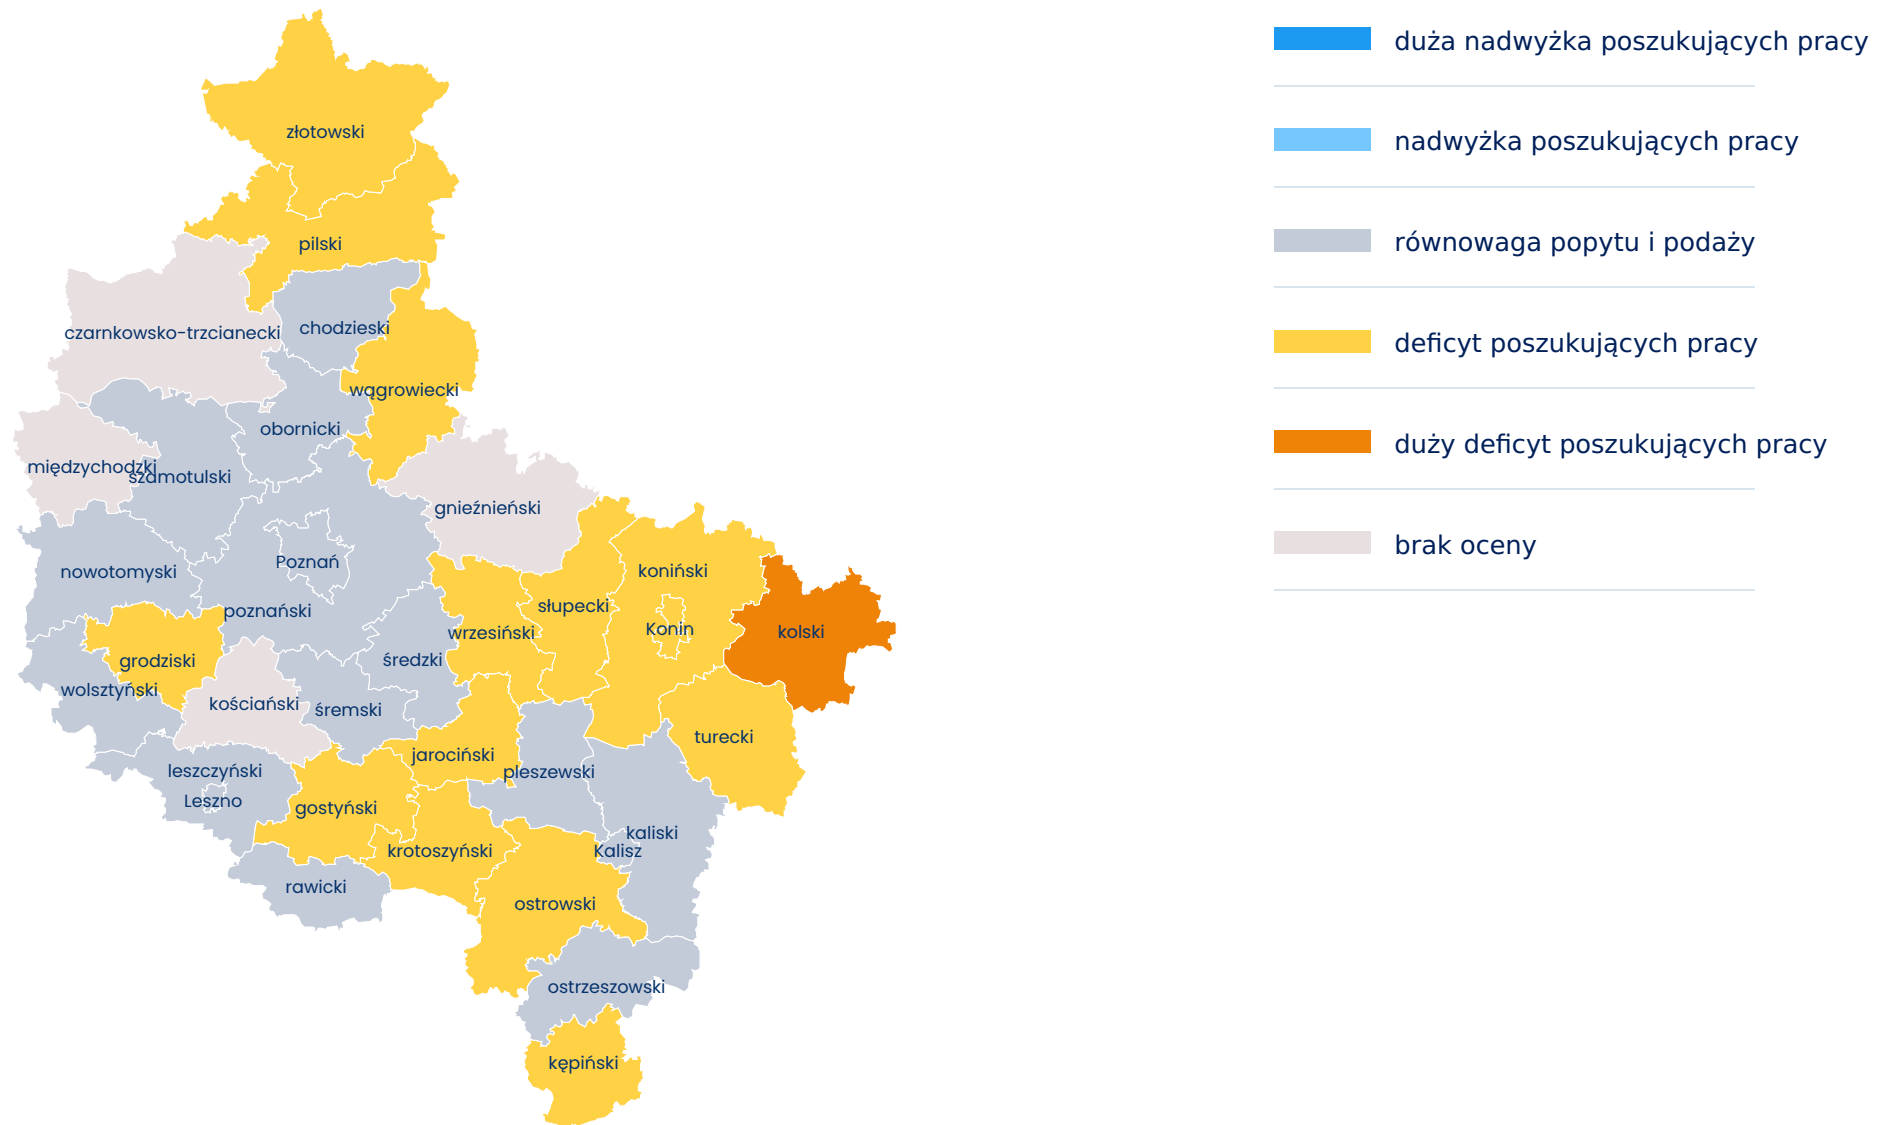 złotowski
pilski
chodzieski
czarnkowsko-trzcianecki
wągrowiecki
obornicki
międzychodzki
szamotulski
gnieźnieński
Poznań
nowotomyski
koniński
słupecki
poznański
Konin
wrzesiński
kolski
grodziski
średzki
wolsztyński
kościański
śremski
turecki
jarociński
leszczyński
pleszewski
Leszno
gostyński
kaliski
krotoszyński
Kalisz
rawicki
ostrowski
ostrzeszowski
kępiński
duża nadwyżka poszukujących pracy
nadwyżka poszukujących pracy
równowaga popytu i podaży
deficyt poszukujących pracy
duży deficyt poszukujących pracy
brak oceny